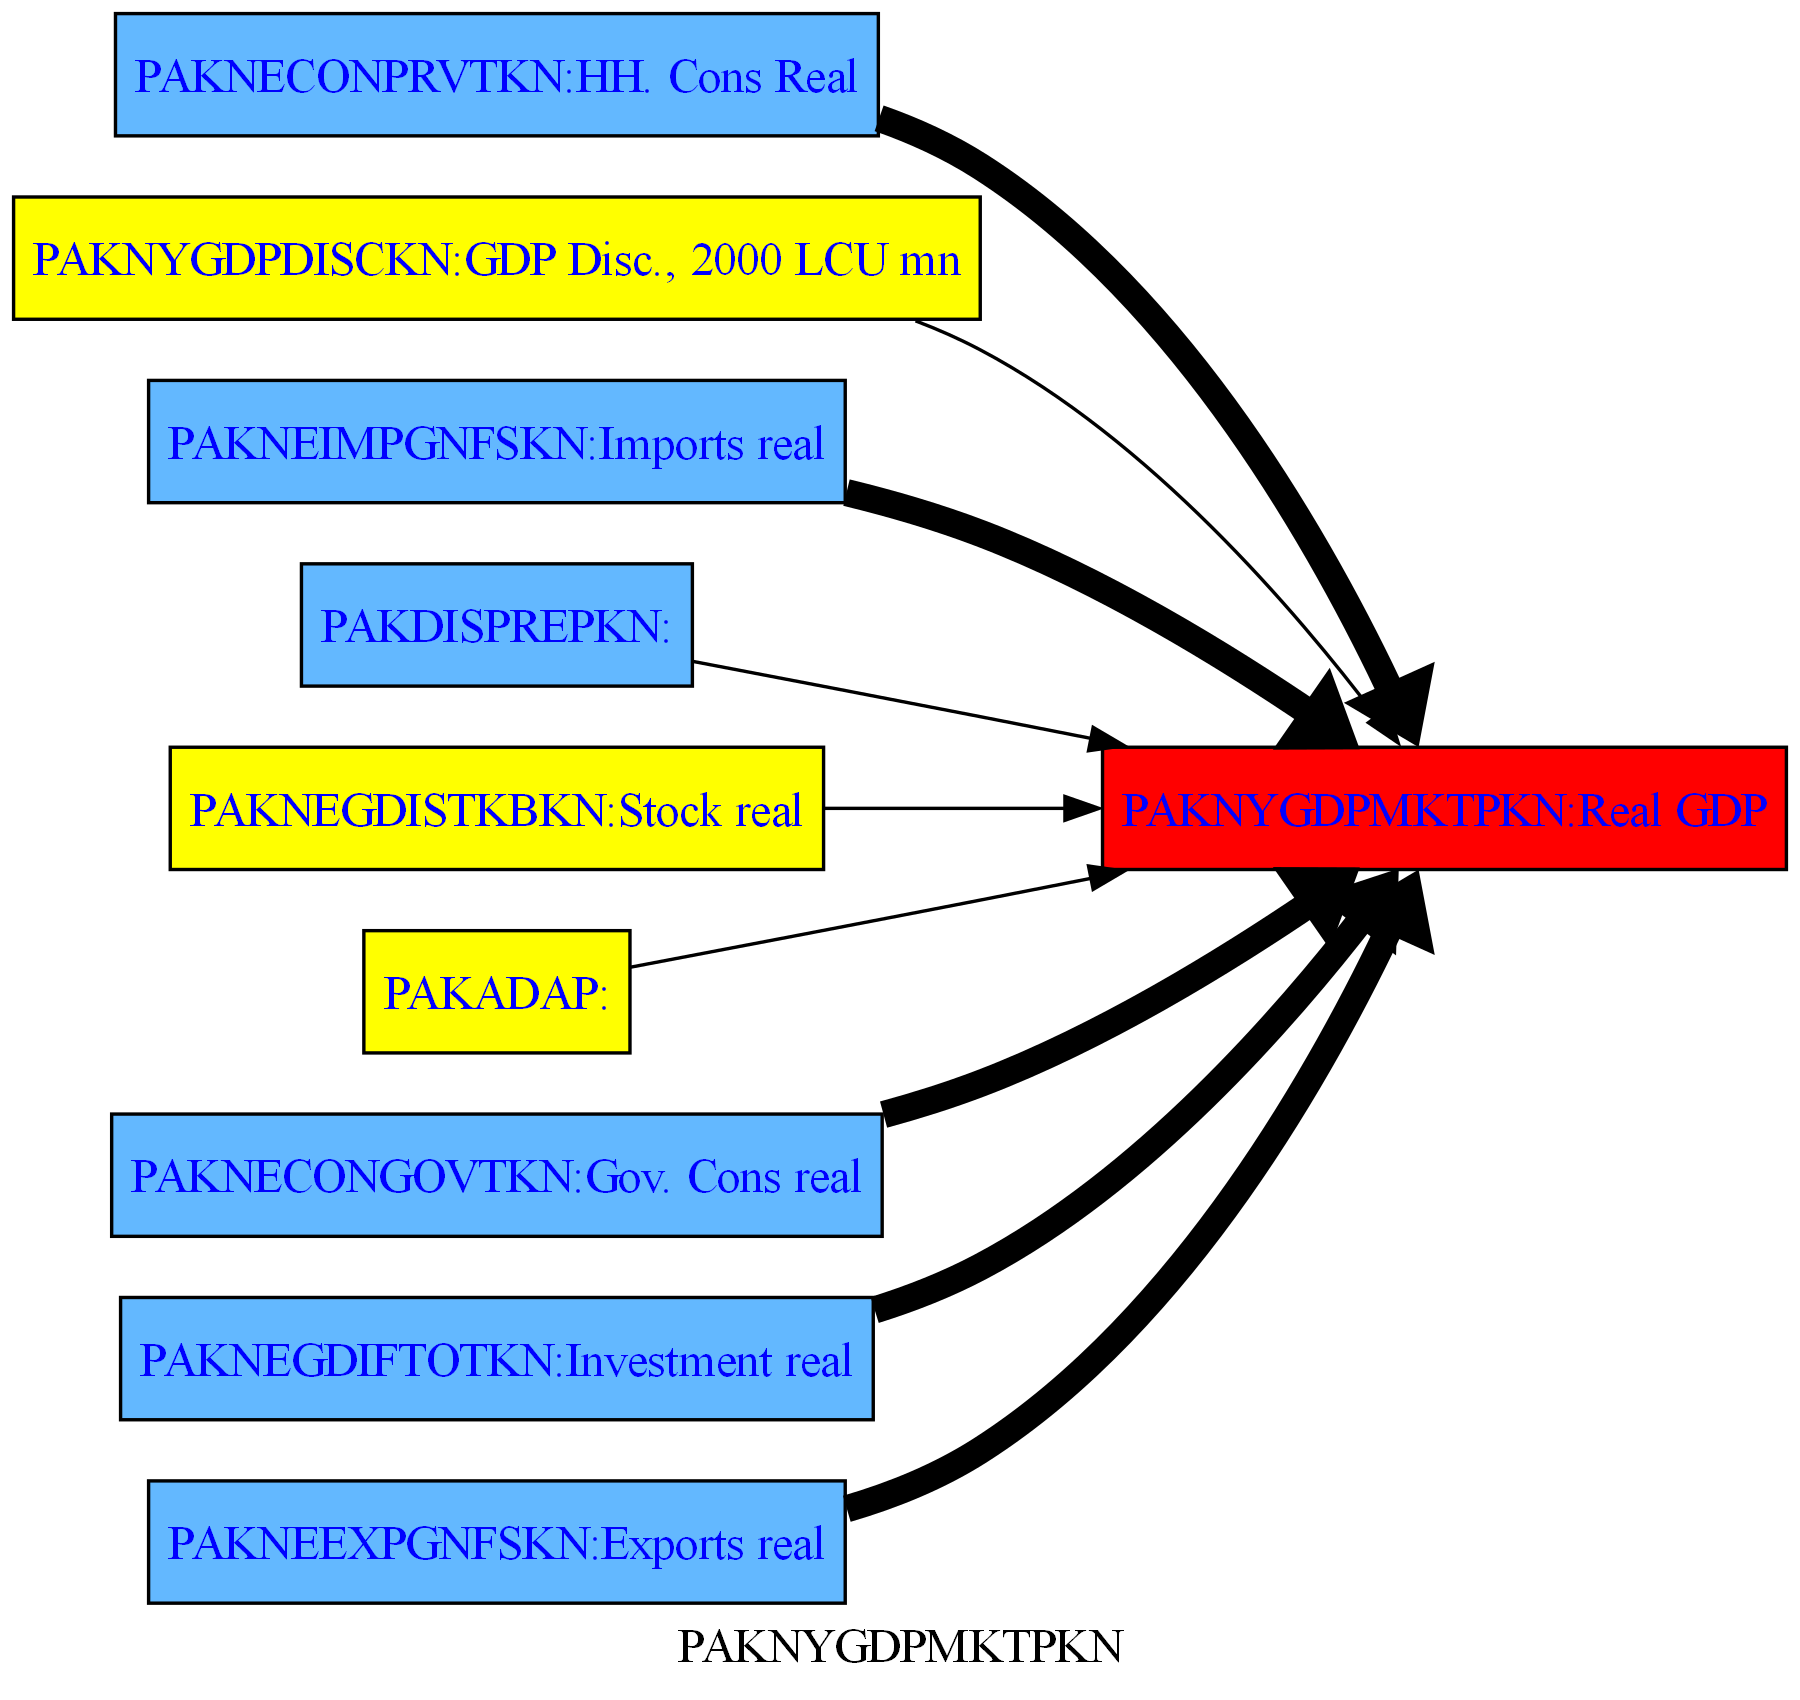 PAKNECONPRVTKN:HH. Cons Real
PAKNYGDPDISCKN:GDP Disc., 2000 LCU mn
PAKNEIMPGNFSKN:Imports real
PAKDISPREPKN:
PAKNEGDISTKBKN:Stock real
PAKNYGDPMKTPKN:Real GDP
PAKADAP:
PAKNECONGOVTKN:Gov. Cons real
PAKNEGDIFTOTKN:Investment real
PAKNEEXPGNFSKN:Exports real
PAKNYGDPMKTPKN